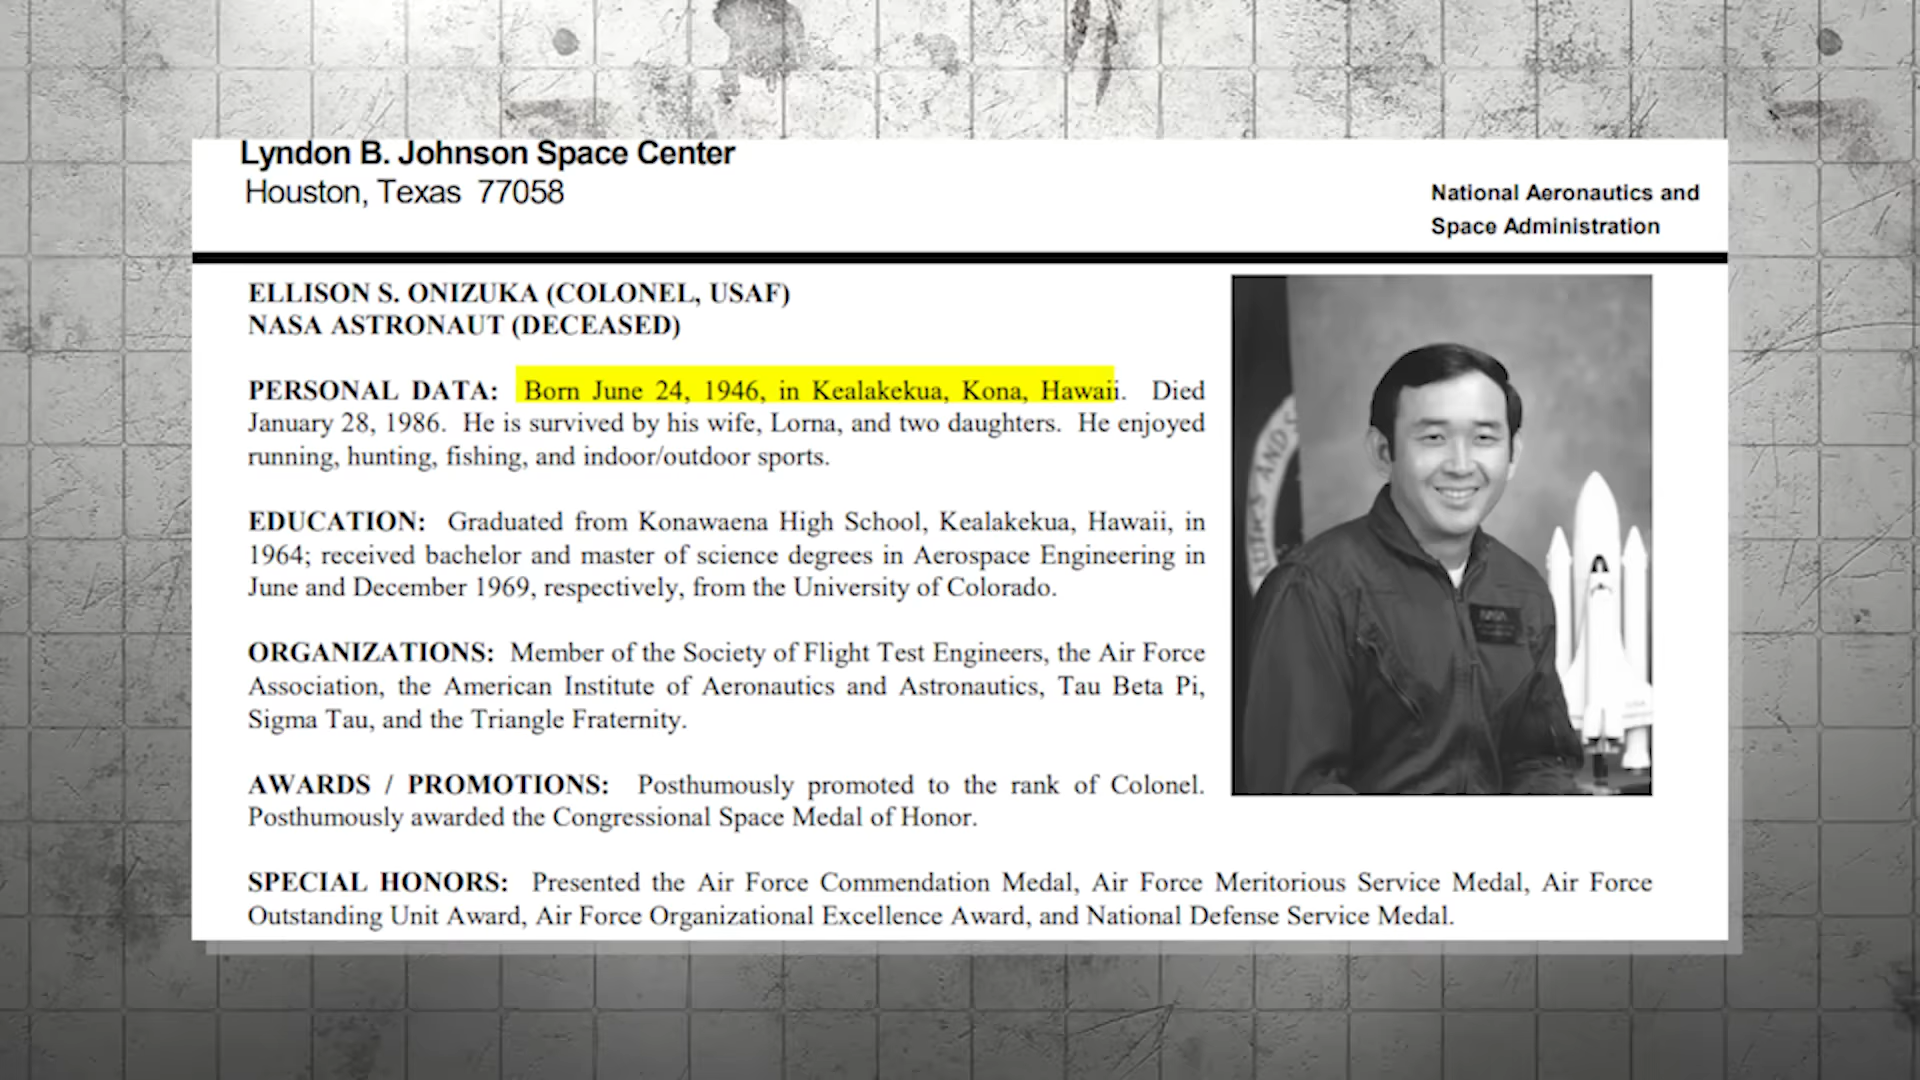 Lyndon B. Johnson Space Center
Houston, Texas 77058
National Aeronautics and
Space Administration
ELLISON S. ONIZUKA (COLONEL, USAF)
NASA ASTRONAUT (DECEASED)
PERSONAL DATA: Born June 24, 1946, in Kealakekua, Kona, Hawaii. Died
January 28, 1986. He is survived by his wife, Lorna, and two daughters. He enjoyed
running, hunting, fishing, and indoor/outdoor sports.
EDUCATION: Graduated from Konawaena High School, Kealakekua, Hawaii, in
1964; received bachelor and master of science degrees in Aerospace Engineering in
June and December 1969, respectively, from the University of Colorado.
ORGANIZATIONS: Member of the Society of Flight Test Engineers, the Air Force
Association, the American Institute of Aeronautics and Astronautics, Tau Beta Pi,
Sigma Tau, and the Triangle Fraternity.
AWARDS / PROMOTIONS: Posthumously promoted to the rank of Colonel.
Posthumously awarded the Congressional Space Medal of Honor.
SPECIAL HONORS: Presented the Air Force Commendation Medal, Air Force Meritorious Service Medal, Air Force
Outstanding Unit Award, Air Force Organizational Excellence Award, and National Defense Service Medal.
AND
NASA